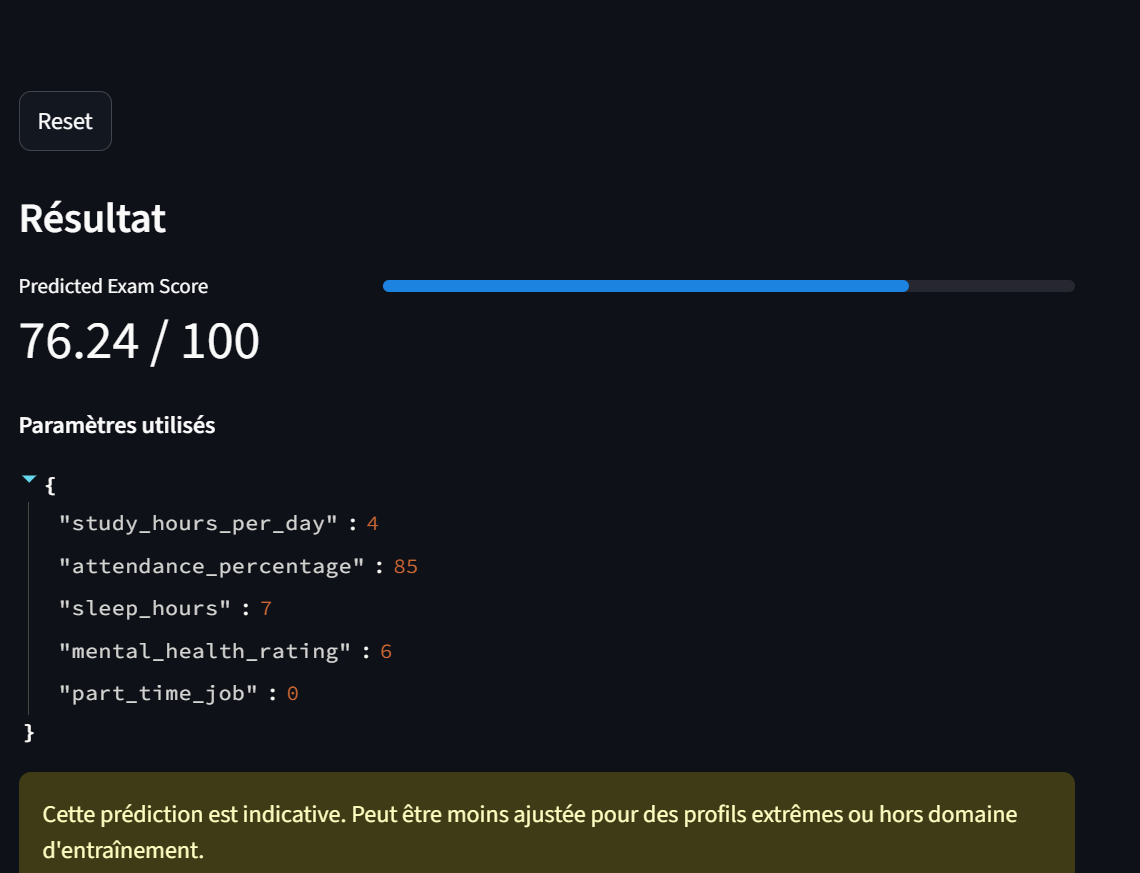 Reset
Résultat
Predicted Exam Score
76.24 / 100
Paramètres utilisés
{
"study_hours_per_day" : 4
"attendance_percentage" : 85
"sleep_hours" : 7
"mental_health_rating" : 6
"part_time_job" : 0
}
Cette prédiction est indicative. Peut être moins ajustée pour des profils extrêmes ou hors domaine
d'entraînement.